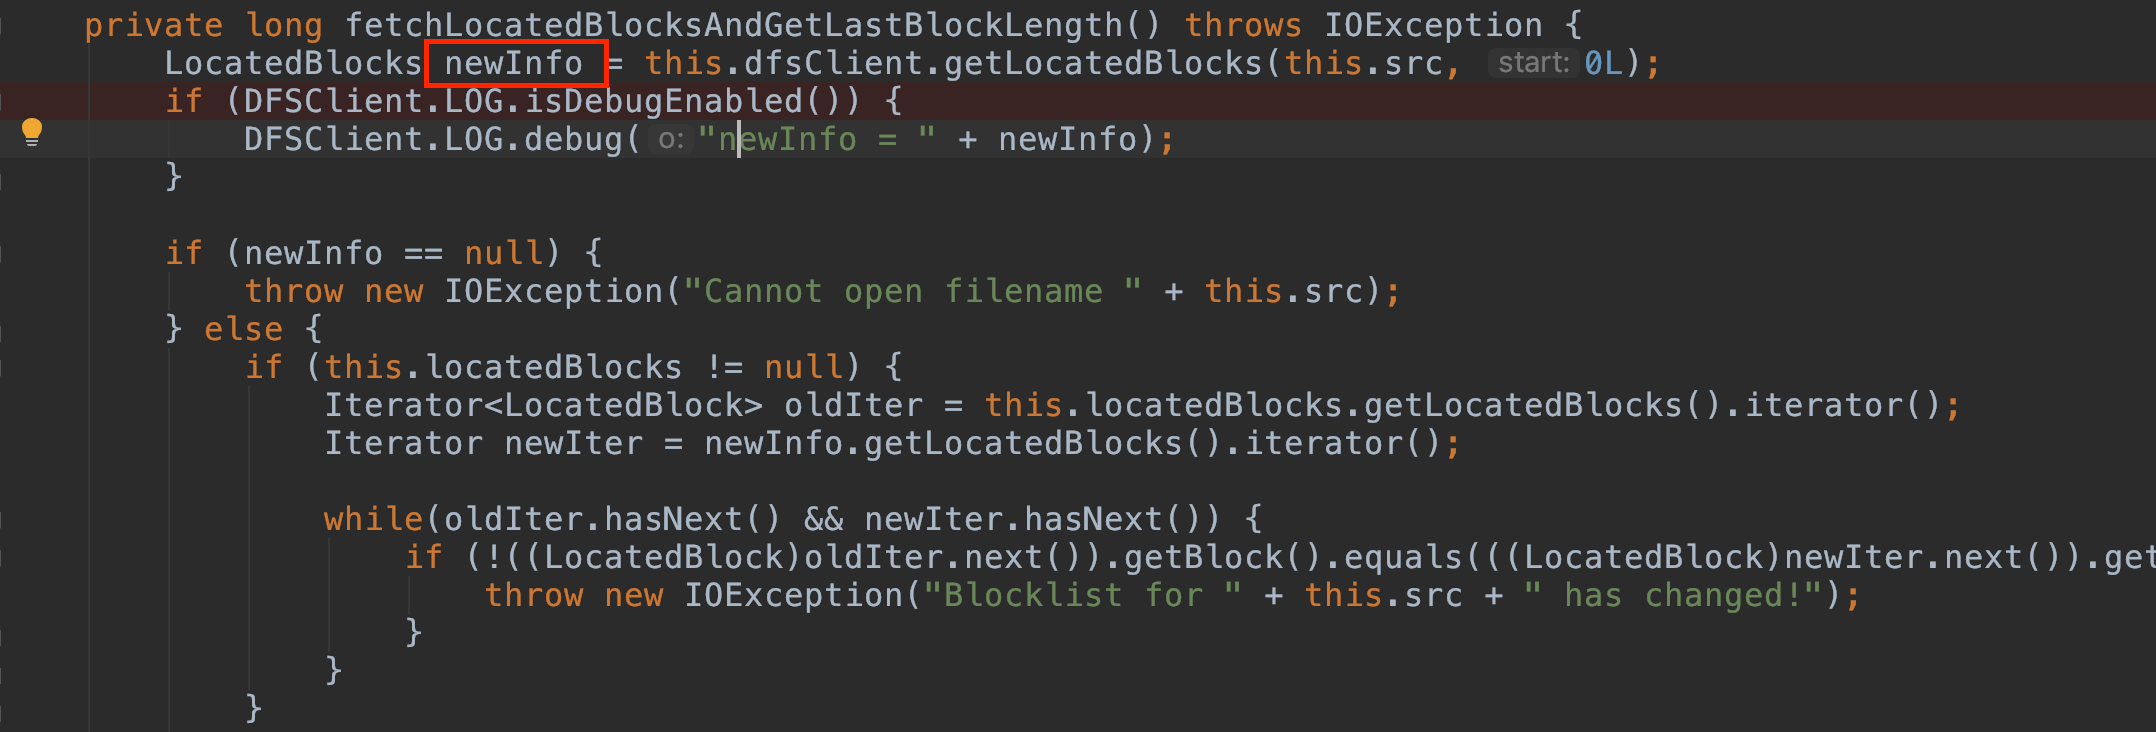 private long fetchLocatedBlocksAndGetLastBlockLength() throws IOException {
LocatedBlocks newInfo = this.dfsClient.getLocatedBlocks(this.src, start: 0L);
if (DFSClient.LOG.isDebugEnabled()) {
DFSClient.LOG.debug( o: "newInfo = " + newInfo);
}
if (newInfo == null) {
throw new IOException("Cannot open filename " + this.src);
} else {
if (this.locatedBlocks != null) {
Iterator<LocatedBlock> oldIter = this.locatedBlocks.getLocatedBlocks().iterator();
Iterator newIter = newInfo.getLocatedBlocks().iterator();
while(oldIter.hasNext() && newIter.hasNext()) {
if (!((LocatedBlock)oldIter.next()).getBlock().equals(((LocatedBlock)newIter.next()).get
throw new IOException("Blocklist for " + this.src + " has changed!");
}
}
}